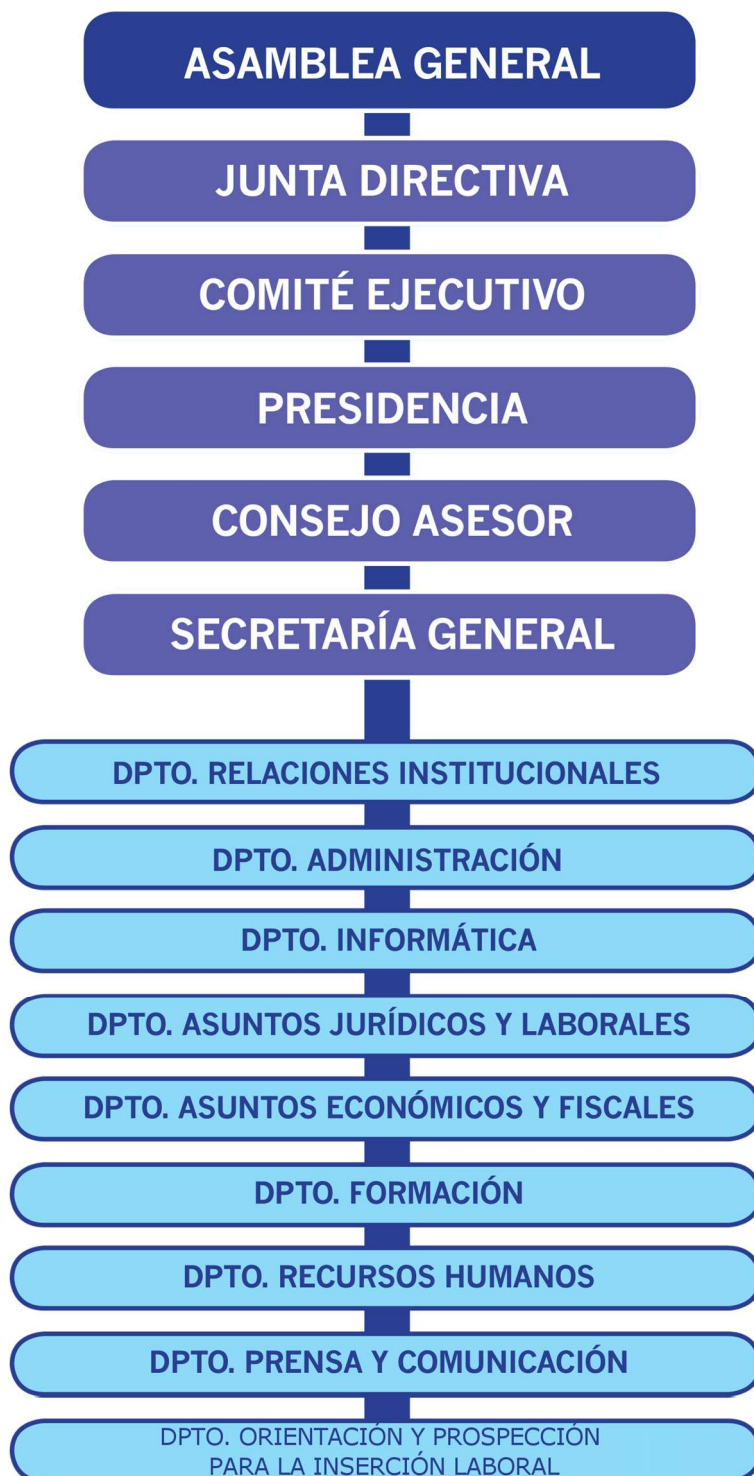 ASAMBLEA GENERAL
JUNTA DIRECTIVA
COMITÉ EJECUTIVO
PRESIDENCIA
CONSEJO ASESOR
SECRETARÍA GENERAL
DPTO. RELACIONES INSTITUCIONALES
DPTO. ADMINISTRACIÓN
DPTO. INFORMÁTICA
DPTO. ASUNTOS JURÍDICOS Y LABORALES
DPTO. ASUNTOS ECONÓMICOS Y FISCALES
DPTO. FORMACIÓN
DPTO. RECURSOS HUMANOS
DPTO. PRENSA Y COMUNICACIÓN
DPTO. ORIENTACIÓN Y PROSPECCIÓN
PARA LA INSERCIÓN LABORAL